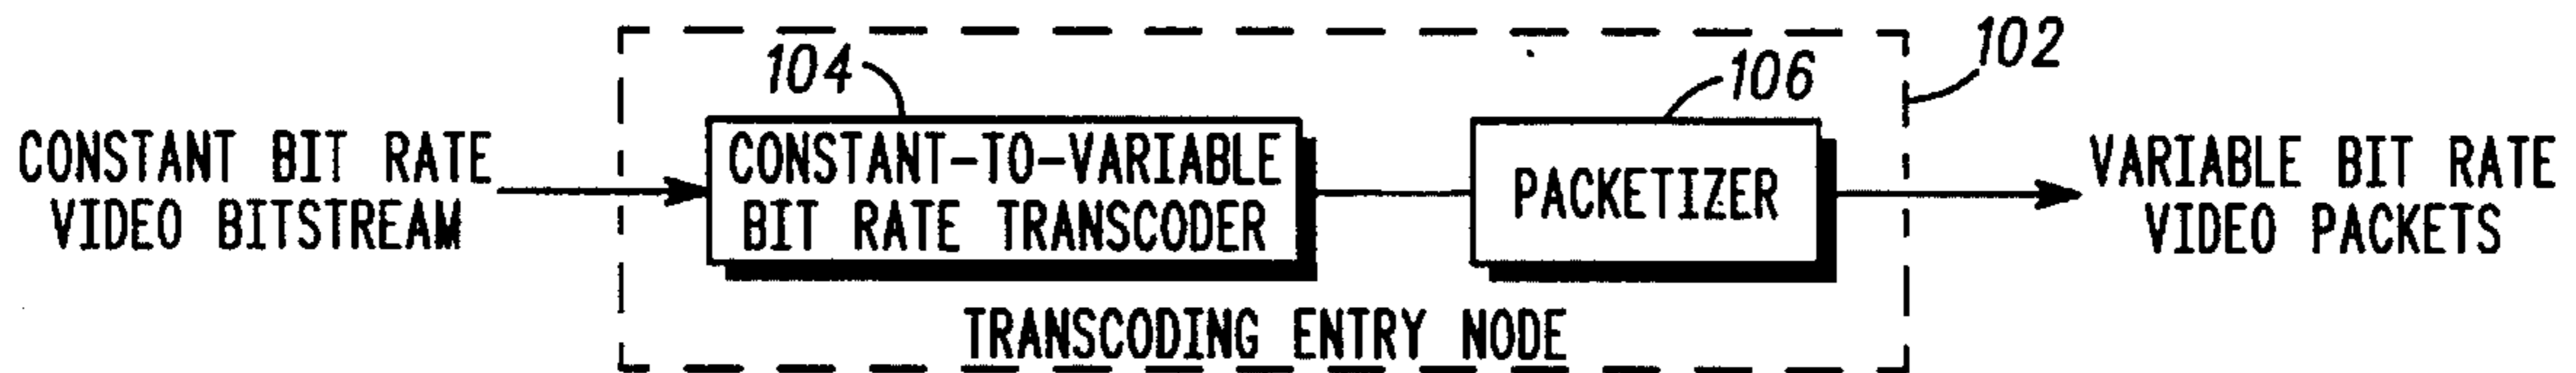 104
106
102
CONSTANT BIT RATE
VIDEO BITSTREAM
CONSTANT-TO-VARIABLE
BIT RATE TRANSCODER
PACKETIZER
VARIABLE BIT RATE
VIDEO PACKETS
TRANSCODING ENTRY NODE